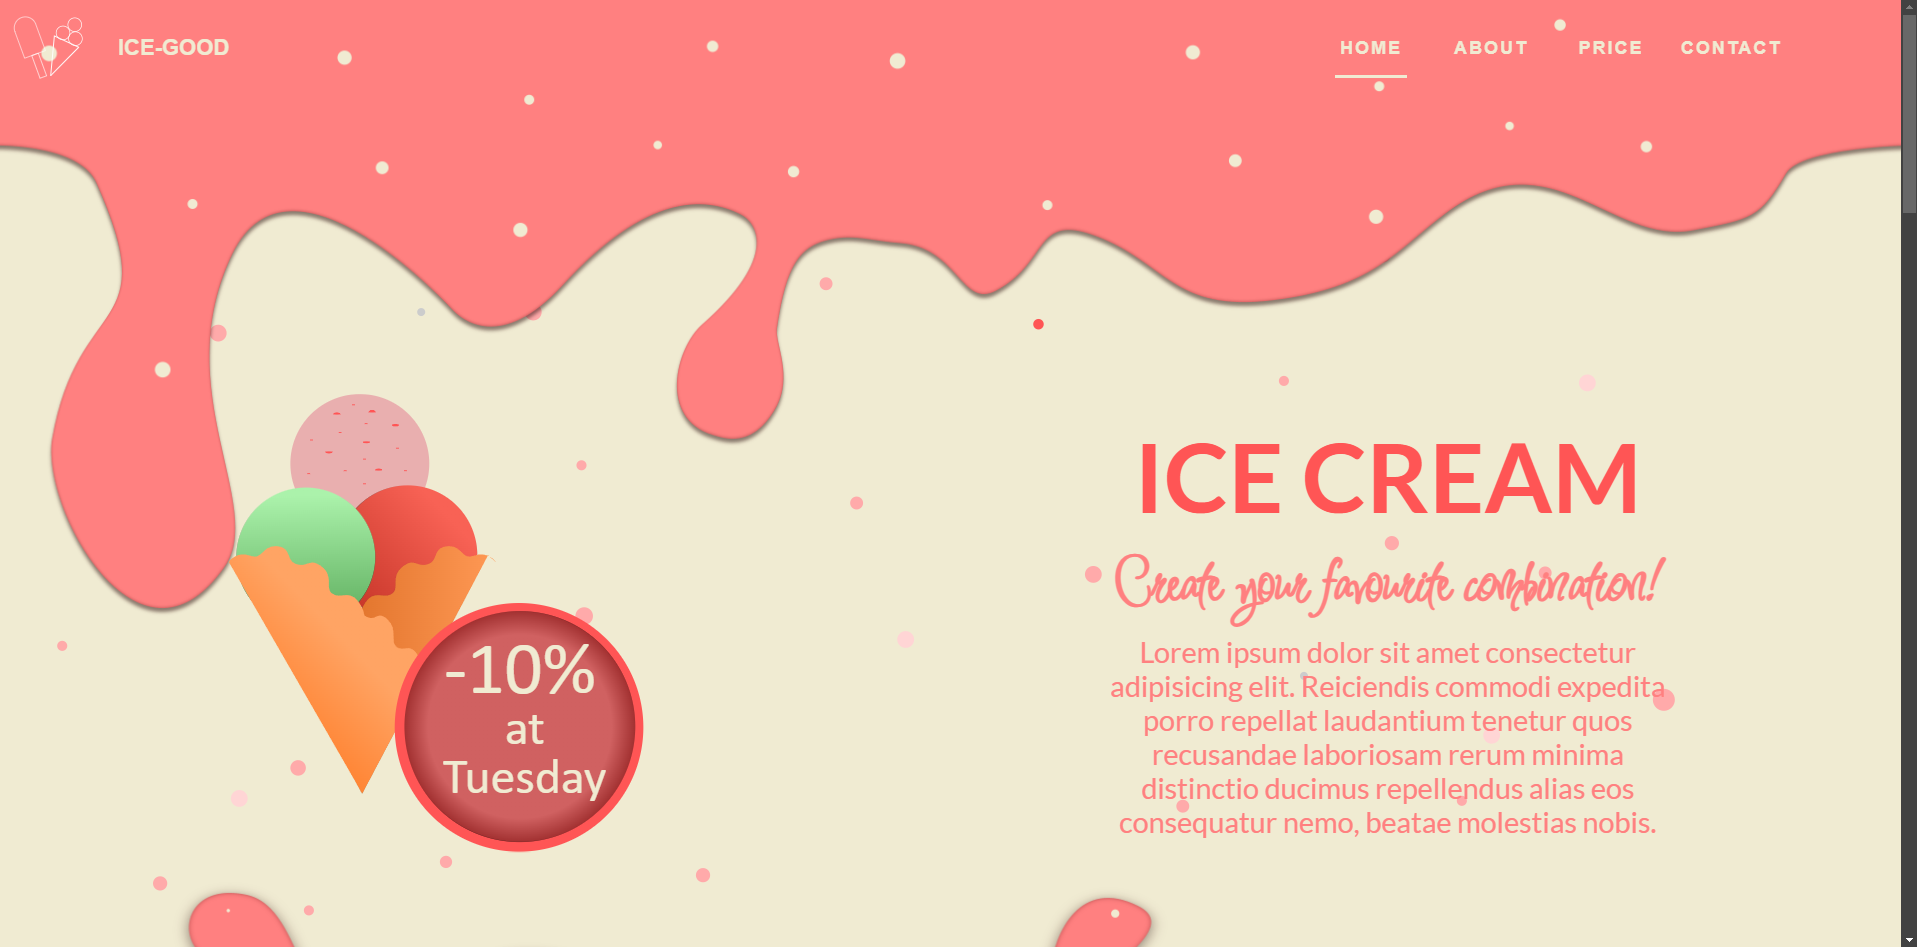 ICE-GOOD
HOME ABOUT PRICE CONTACT
ICE CREAM
Create your favourite conbination!
Lorem ipsum dolor sit amet consectetur
adipisicing elit. Reiciendis commodi expedita
porro repellat laudantium tenetur quos
recusandae laboriosam rerum minima
distinctio ducimus repellendus alias eos
consequatur nemo, beatae molestias nobis.
-10%
at
Tuesday